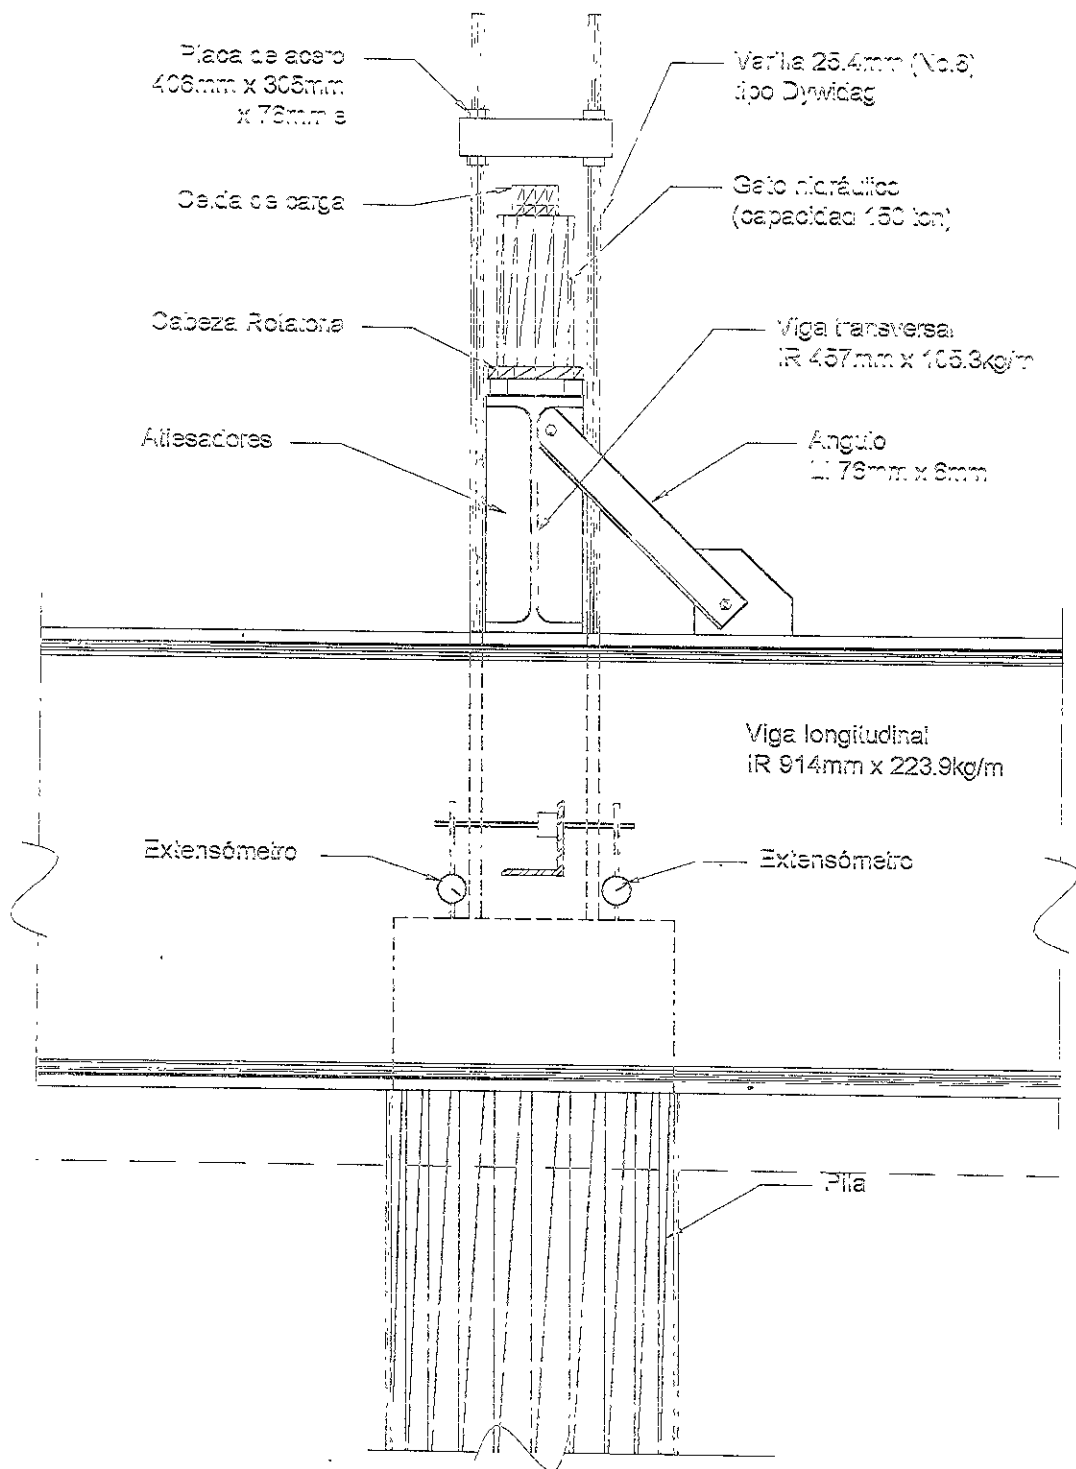 Placa de acero
406mm x 305mm
x 76mm e
Varilla 25.4mm (No.8)
tipo Dywidag
Celda de carga
Gato hidráulico
(capacidad 150 ton)
Cabeza Rotatoria
Viga transversal
IR 457mm x 105.3kg/m
Atiesadores
Angulo
LI 76mm x 6mm
Viga longitudinal
IR 914mm x 223.9kg/m
Extensómetro
Extensómetro
Pila